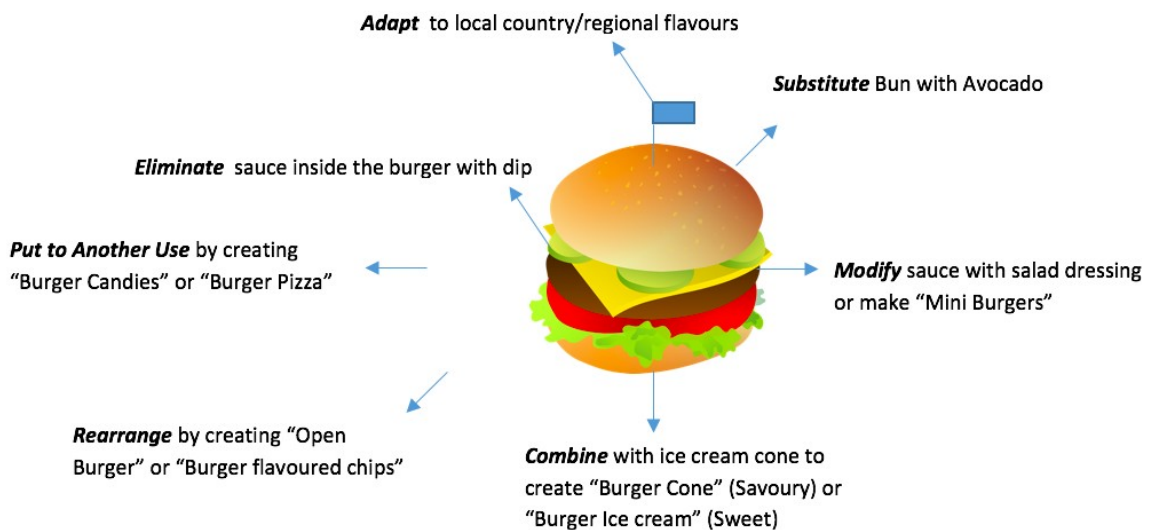 Adapt to local country/regional flavours
Substitute Bun with Avocado
Eliminate sauce inside the burger with dip
Put to Another Use by creating
“Burger Candies” or “Burger Pizza”
Modify sauce with salad dressing
or make “Mini Burgers”
Rearrange by creating “Open
Burger” or “Burger flavoured chips”
Combine with ice cream cone to
create “Burger Cone” (Savoury) or
“Burger Ice cream” (Sweet)